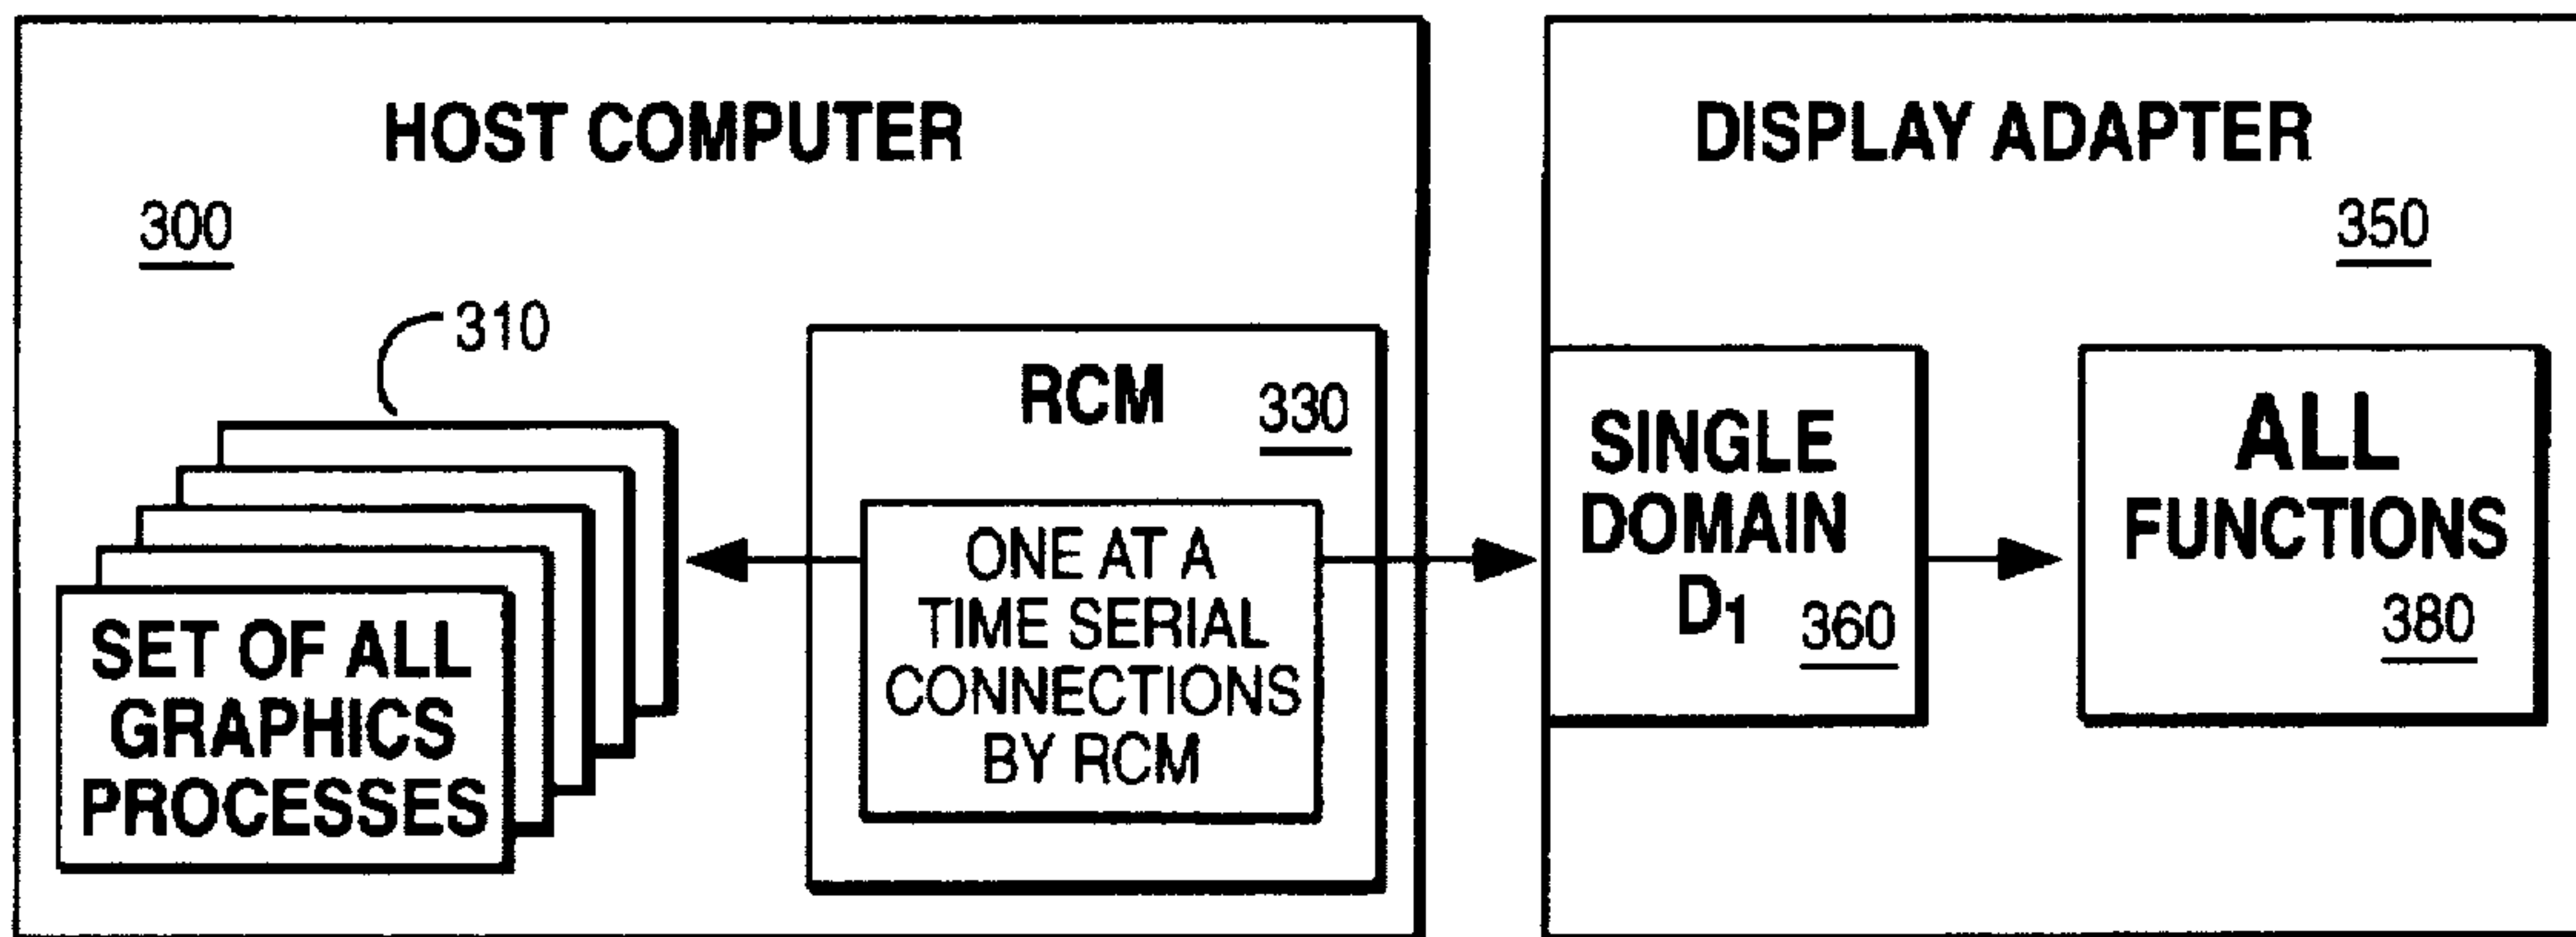 HOST COMPUTER
300
310
SET OF ALL
GRAPHICS
PROCESSES
RCM
330
ONE AT A
TIME SERIAL
CONNECTIONS
BY RCM
DISPLAY ADAPTER
350
SINGLE
DOMAIN
D1 360
ALL
FUNCTIONS
380